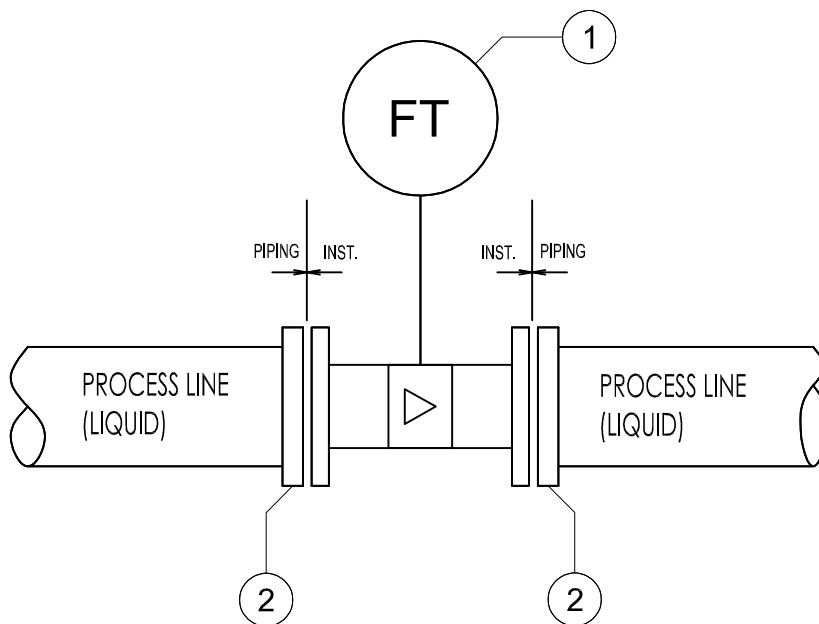 1
FT
PIPING INST.
INST. PIPING
PROCESS LINE
(LIQUID)
PROCESS LINE
(LIQUID)
2
2